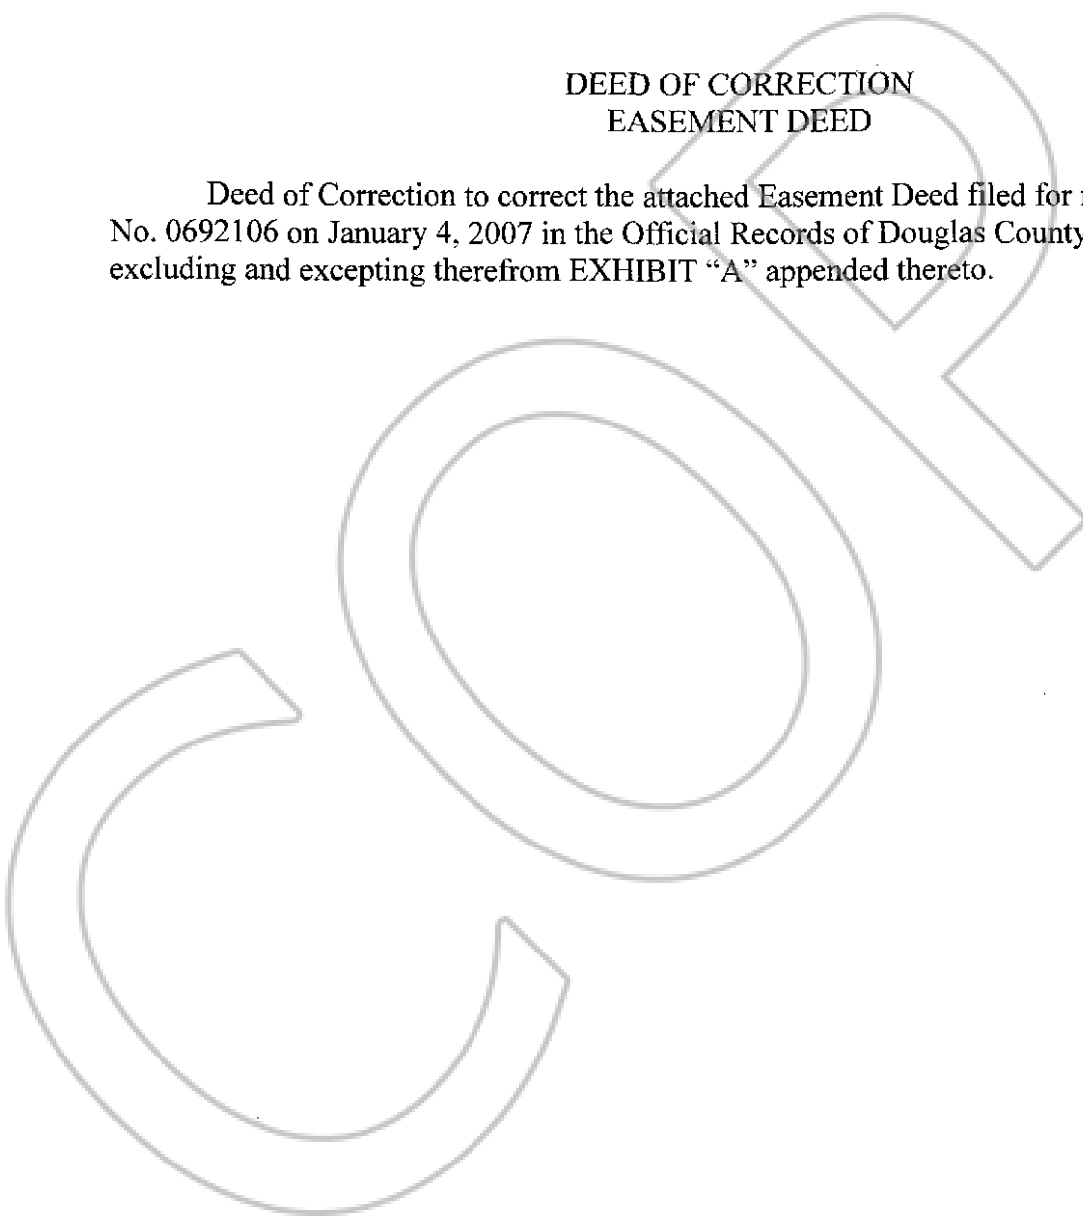 DEED OF CORRECTION
EASEMENT DEED
Deed of Correction to correct the attached Easement Deed filed for
No. 0692106 on January 4, 2007 in the Official Records of Douglas County
excluding and excepting therefrom EXHIBIT “A” appended thereto.
COP